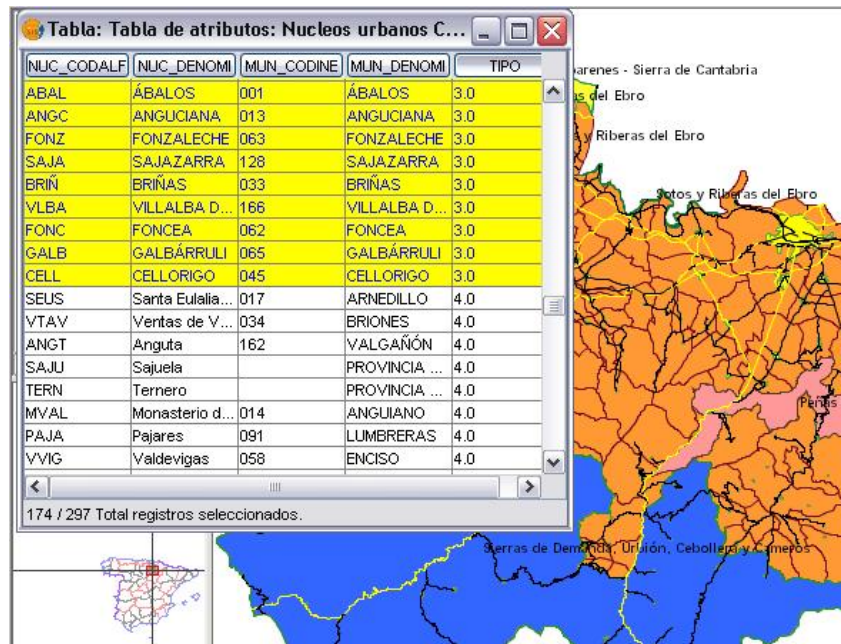 Tabla: Tabla de atributos: Nucleos urbanos C...
NUC_CODALF NUC_DENOMI MUN_CODINE MUN_DENOMI TIPO
ABAL ÁBALOS 001 ÁBALOS 3.0
ANGC ANGUCIANA 013 ANGUCIANA 3.0
FONZ FONZALECHE 063 FONZALECHE 3.0
SAJA SAJAZARRA 128 SAJAZARRA 3.0
BRIÑ BRIÑAS 033 BRIÑAS 3.0
VLBA VILLALBA D... 166 VILLALBA D... 3.0
FONC FONCEA 062 FONCEA 3.0
GALB GALBÁRRULI 065 GALBÁRRULI 3.0
CELL CELLORIGO 045 CELLORIGO 3.0
SEUS Santa Eulalia... 017 ARNEDILLO 4.0
VTAV Ventas de V... 034 BRIONES 4.0
ANGT Anguta 162 VALGAÑÓN 4.0
SAJU Sajuela PROVINCIA ... 4.0
TERN Ternero PROVINCIA ... 4.0
MVAL Monasterio d... 014 ANGUIANO 4.0
PAJA Pajares 091 LUMBRERAS 4.0
VVIG Valdevigas 058 ENCISO 4.0
174 / 297 Total registros seleccionados.
barenes - Sierra de Cantabria
s del Ebro
y Riberas del Ebro
Sotos y Riberas del Ebro
Peñas
Sierras de Demanda, Urbión, Cebollera y Cameros